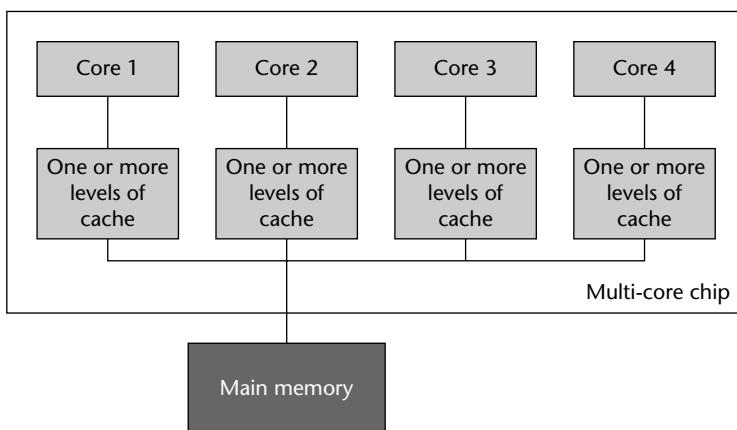 Core 1
Core 2
Core 3
Core 4
One or more
levels of
cache
One or more
levels of
cache
One or more
levels of
cache
One or more
levels of
cache
Multi-core chip
Main memory